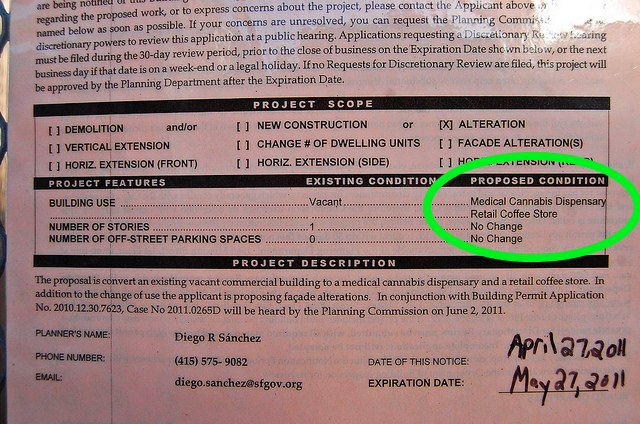 are being notified of this
regarding the proposed work, or to express concerns about the project, please contact the Applicant above
named below as soon as possible. If your concerns are unresolved, you can request the Planning
discretionary powers to review this application at a public hearing. Applications requesting a Discretionary Review hearing
must be filed during the 30-day review period, prior to the close of business on the Expiration Date shown below, or the next
business day if that date is on a week-end or a legal holiday. If no Requests for Discretionary Review are filed, this project will
be approved by the Planning Department after the Expiration Date.
PROJECT SCOPE
[ ] DEMOLITION and/or [ ] NEW CONSTRUCTION or [X] ALTERATION
[ ] VERTICAL EXTENSION [ ] CHANGE # OF DWELLING UNITS [ ] FACADE ALTERATION(S)
[ ] HORIZ. EXTENSION (FRONT) [ ] HORIZ. EXTENSION (SIDE) [ ] HORIZ. EXTENSION (REAR)
PROJECT FEATURES EXISTING CONDITION PROPOSED CONDITION
BUILDING USE Vacant Medical Cannabis Dispensary
Retail Coffee Store
NUMBER OF STORIES 1 No Change
NUMBER OF OFF-STREET PARKING SPACES 0 No Change
PROJECT DESCRIPTION
The proposal is convert an existing vacant commercial building to a medical cannabis dispensary and a retail coffee store. In
addition to the change of use the applicant is proposing façade alterations. In conjunction with Building Permit Application
No. 2010.12.30.7623, Case No 2011.0265D will be heard by the Planning Commission on June 2, 2011.
PLANNER'S NAME: Diego R Sánchez
PHONE NUMBER: (415) 575- 9082 DATE OF THIS NOTICE: April 27, 2011
EMAIL: diego.sanchez@sfgov.org EXPIRATION DATE: May 27, 2011